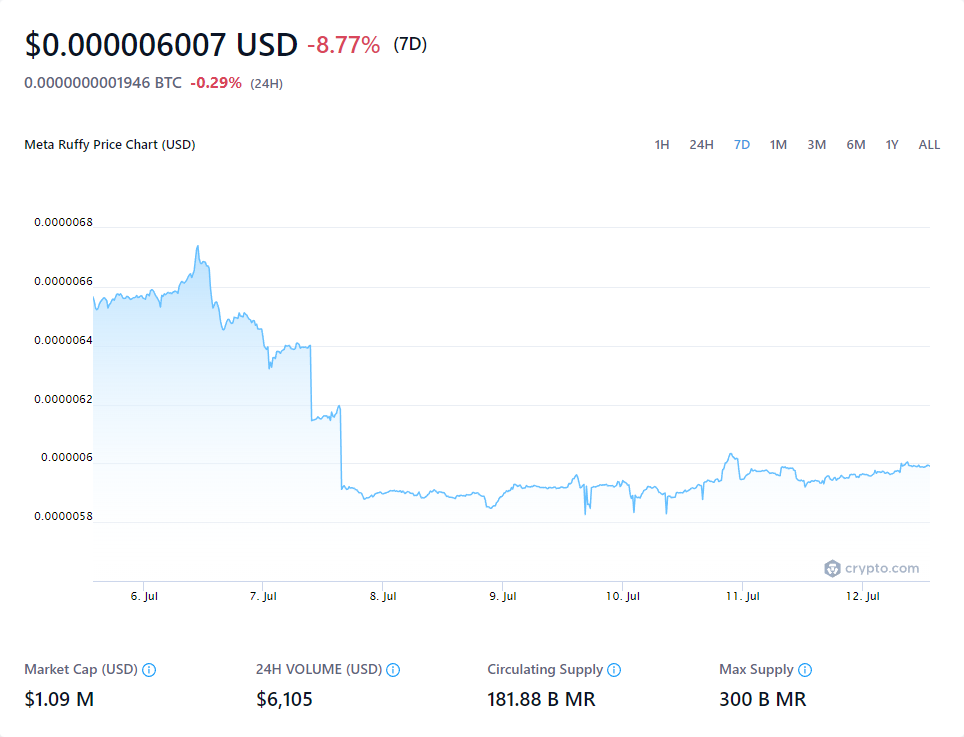 $0.000006007 USD -8.77% (7D)
0.0000000001946 BTC -0.29% (24H)
Meta Ruffy Price Chart (USD)
1H 24H 7D 1M 3M 6M 1Y ALL
0.0000068
0.0000066
0.0000064
0.0000062
0.000006
0.0000058
crypto.com
6. Jul 7. Jul 8. Jul 9. Jul 10. Jul 11. Jul 12. Jul
Market Cap (USD) 24H VOLUME (USD) Circulating Supply Max Supply
$1.09 M $6,105 181.88 B MR 300 B MR